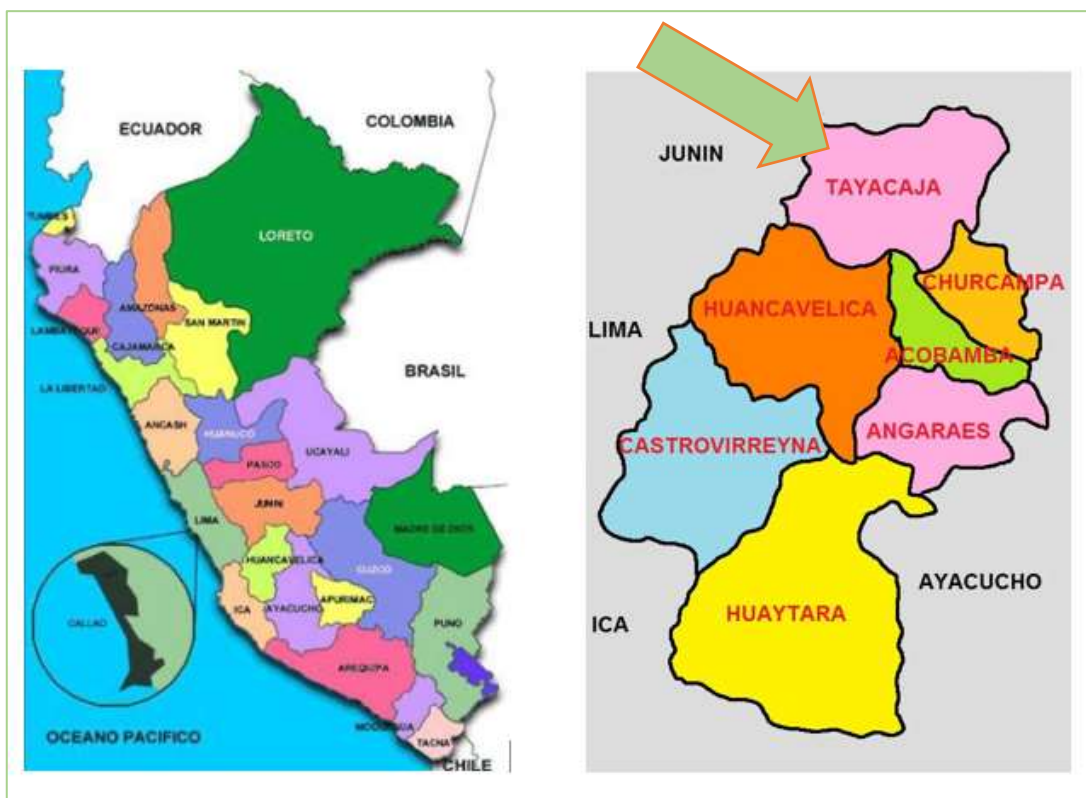 ECUADOR
COLOMBIA
TUMBES
LORETO
PIURA
AMAZONAS
LAMBAYEQUE
SAN MARTIN
CAJAMARCA
LA LIBERTAD
BRASIL
ANCASH
HUANUCO
UCAYALI
PASCO
JUNIN
LIMA
MADRE DE DIOS
HUANCAVELICA
CUZCO
ICA
AYACUCHO
APURIMAC
PUNO
CALLAO
AREQUIPA
MOQUEGUA
OCEANO PACIFICO
TACNA
CHILE
JUNIN
TAYACAJA
CHURCAMPA
HUANCAVELICA
LIMA
ACOBAMBA
CASTROVIRREYNA
ANGARAES
AYACUCHO
HUAYTARA
ICA